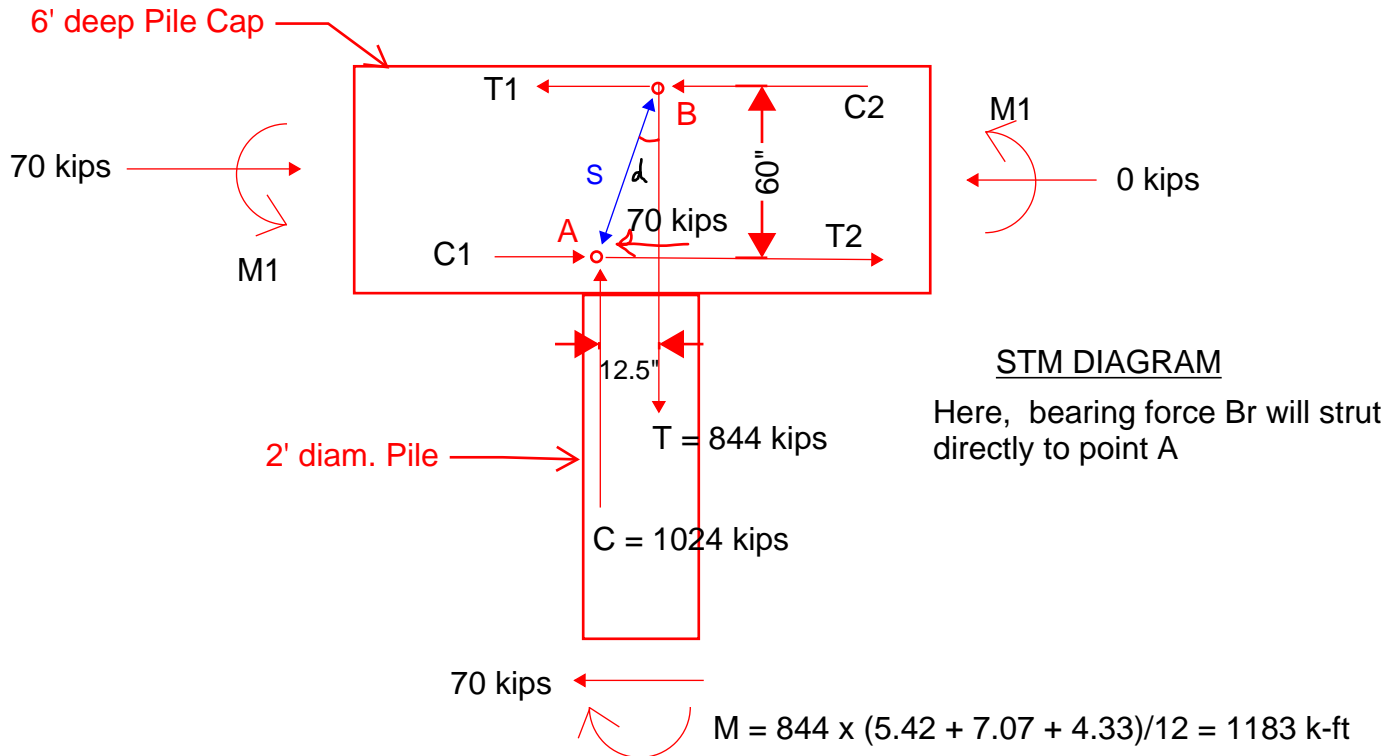 6' deep Pile Cap
T1
B
C2
M1
70 kips
S
d
60"
0 kips
A
70 kips
C1
T2
M1
12.5"
STM DIAGRAM
Here, bearing force Br will strut
directly to point A
T = 844 kips
2' diam. Pile
C = 1024 kips
70 kips
M = 844 x (5.42 + 7.07 + 4.33)/12 = 1183 k-ft